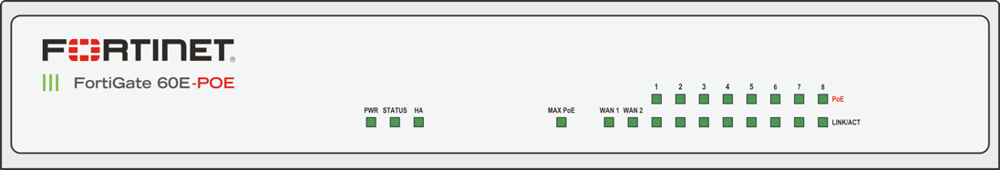 FORTINET®
FortiGate 60E-POE
1 2 3 4 5 6 7 8
PoE
PWR STATUS HA MAX PoE WAN 1 WAN 2
LINK/ACT